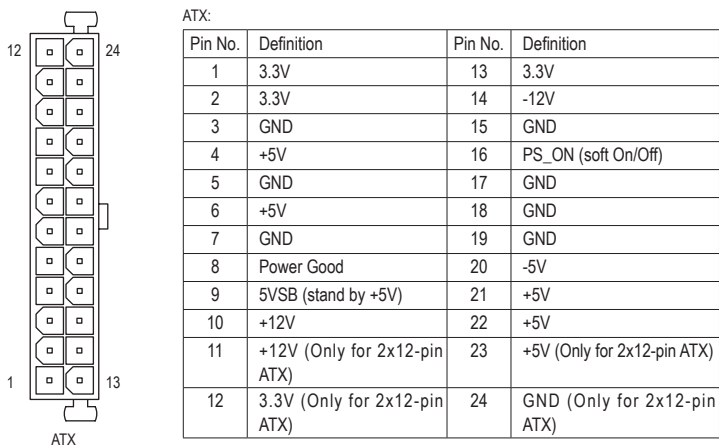 ATX:
12 24
1 13
ATX
Pin No. Definition Pin No. Definition
1 3.3V 13 3.3V
2 3.3V 14 -12V
3 GND 15 GND
4 +5V 16 PS_ON (soft On/Off)
5 GND 17 GND
6 +5V 18 GND
7 GND 19 GND
8 Power Good 20 -5V
9 5VSB (stand by +5V) 21 +5V
10 +12V 22 +5V
11 +12V (Only for 2x12-pin ATX) 23 +5V (Only for 2x12-pin ATX)
12 3.3V (Only for 2x12-pin ATX) 24 GND (Only for 2x12-pin ATX)